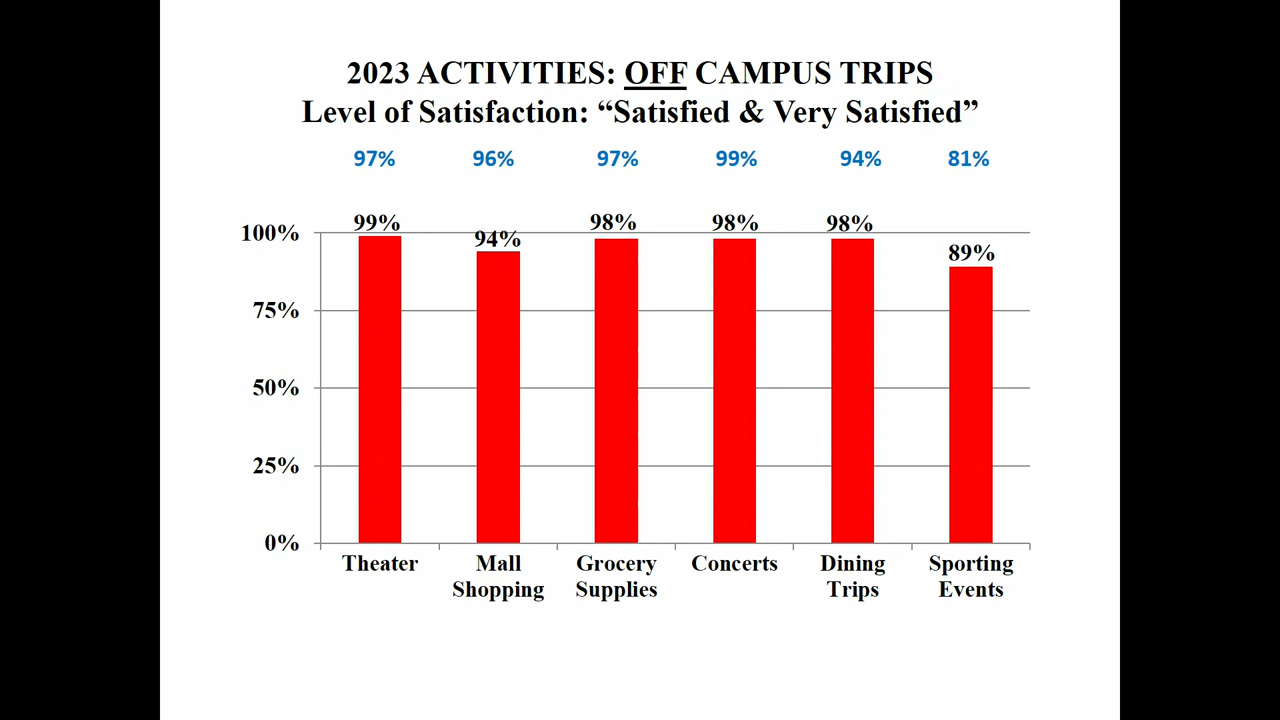 2023 ACTIVITIES: OFF CAMPUS TRIPS
Level of Satisfaction: “Satisfied & Very Satisfied”
97% 96% 97% 99% 94% 81%
99% 94% 98% 98% 98% 89%
100%
75%
50%
25%
0%
Theater Mall Grocery Concerts Dining Sporting
Shopping Supplies Trips Events